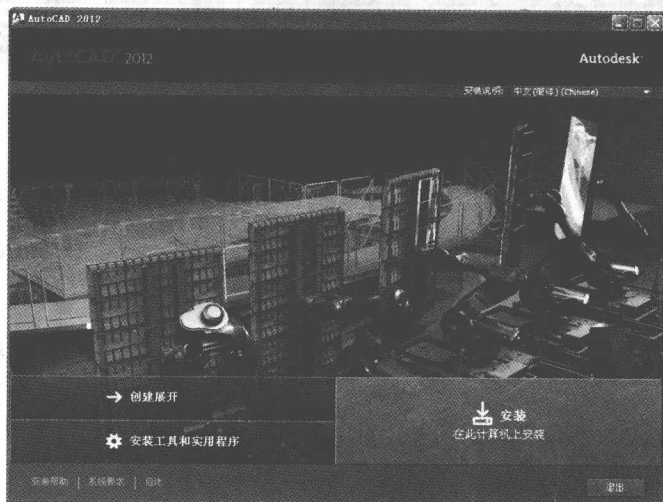 AutoCAD 2012
AutoCAD 2012
Autodesk
安装说明: 中文(简体) (Chinese)
创建展开
安装
在此计算机上安装
安装工具和实用程序
安装帮助 | 系统要求 | 自述
退出